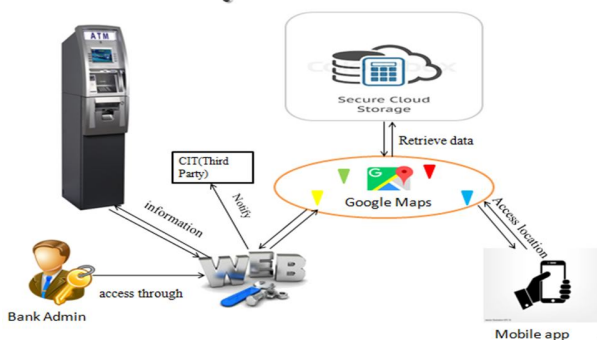 ATM
Secure Cloud
Storage
Retrieve data
CIT(Third
Party)
G
Google Maps
Notify
information
Access location
WEB
access through
Bank Admin
Mobile app